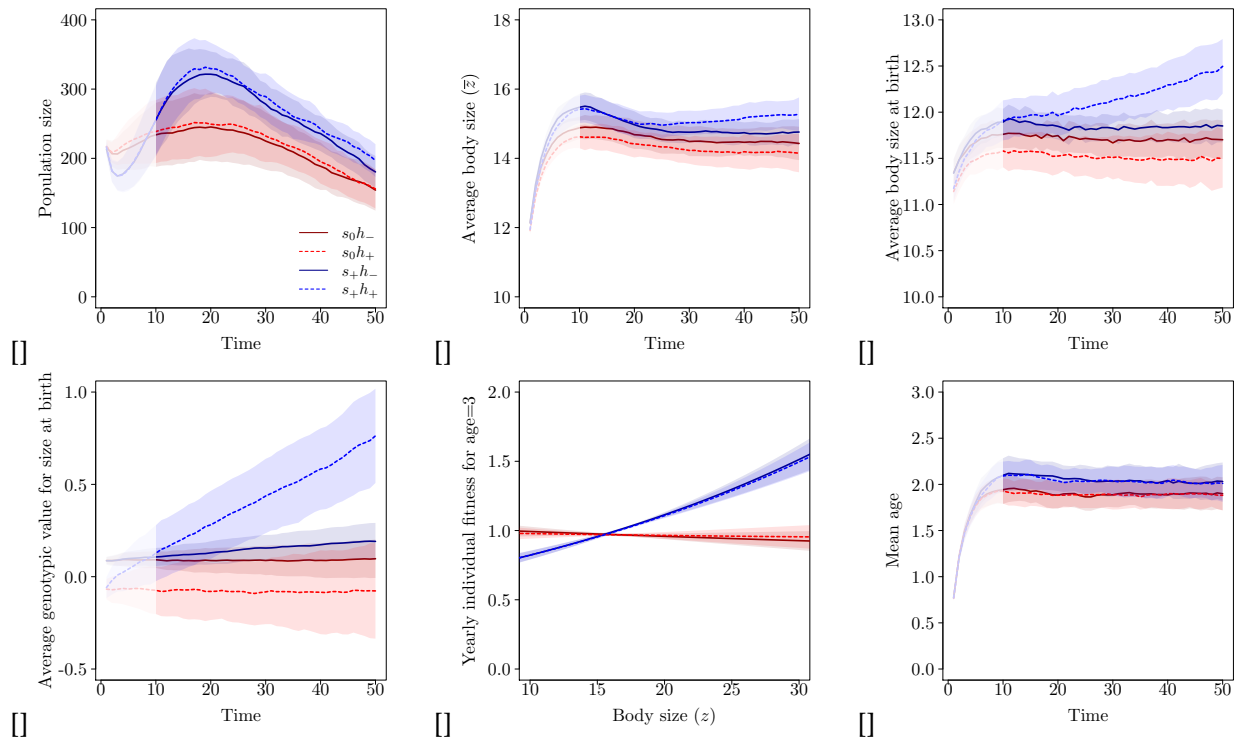 400
300
200
100
0
Population size
0 10 20 30 40 50
Time
s₀h₋
s₀h₊
s₊h₋
s₊h₊
[]
18
16
14
12
10
Average body size (z̅)
0 10 20 30 40 50
Time
[]
13.0
12.5
12.0
11.5
11.0
10.5
10.0
Average body size at birth
0 10 20 30 40 50
Time
[]
1.0
0.5
0.0
-0.5
Average genotypic value for size at birth
0 10 20 30 40 50
Time
[]
2.0
1.5
1.0
0.5
0.0
Yearly individual fitness for age=3
10 15 20 25 30
Body size (z)
[]
3.0
2.5
2.0
1.5
1.0
0.5
0.0
Mean age
0 10 20 30 40 50
Time
[]